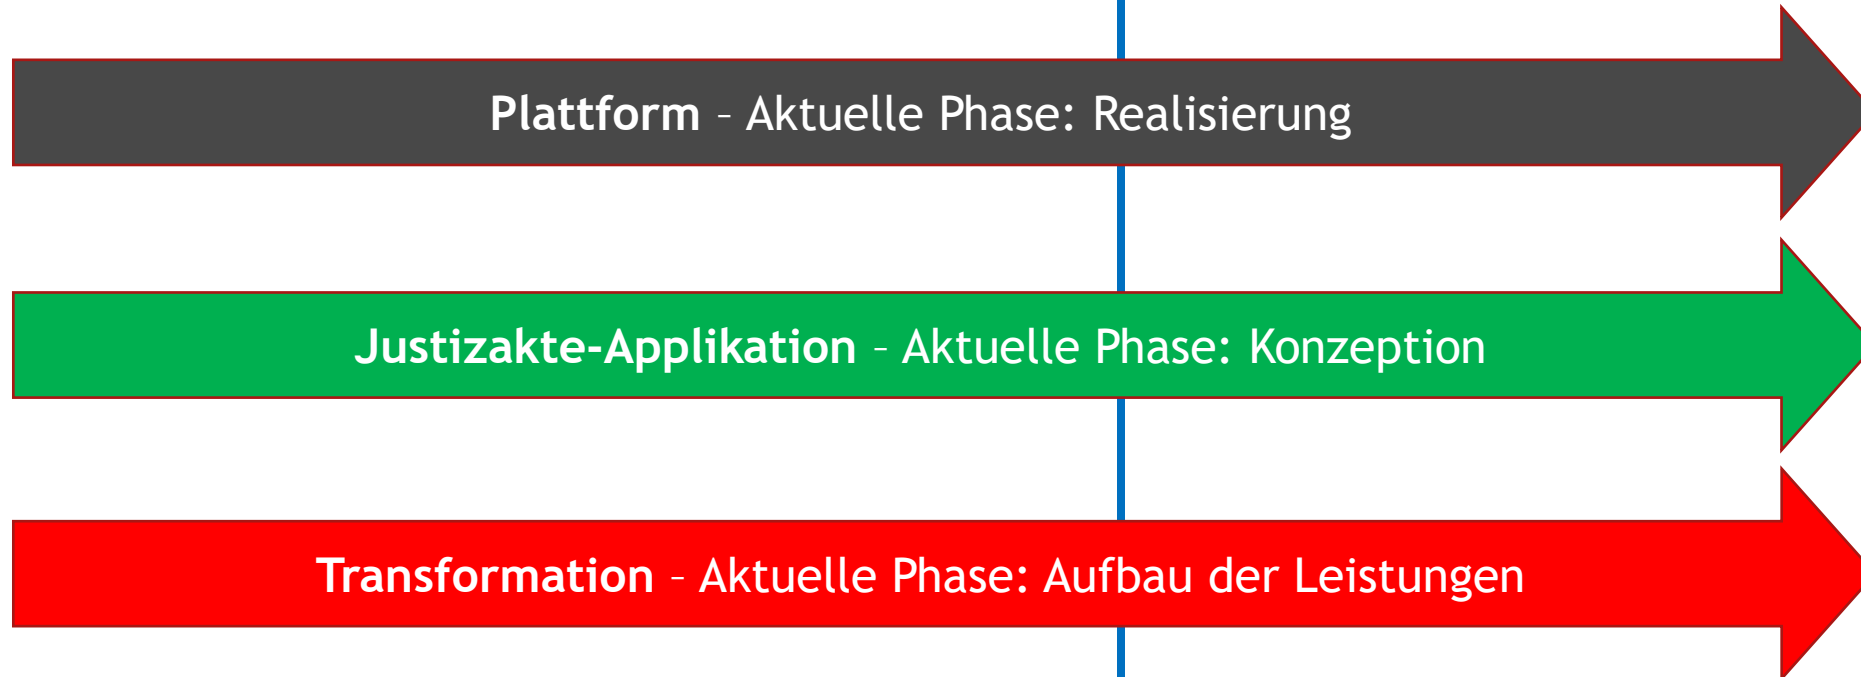 Plattform – Aktuelle Phase: Realisierung
Justizakte-Applikation – Aktuelle Phase: Konzeption
Transformation – Aktuelle Phase: Aufbau der Leistungen